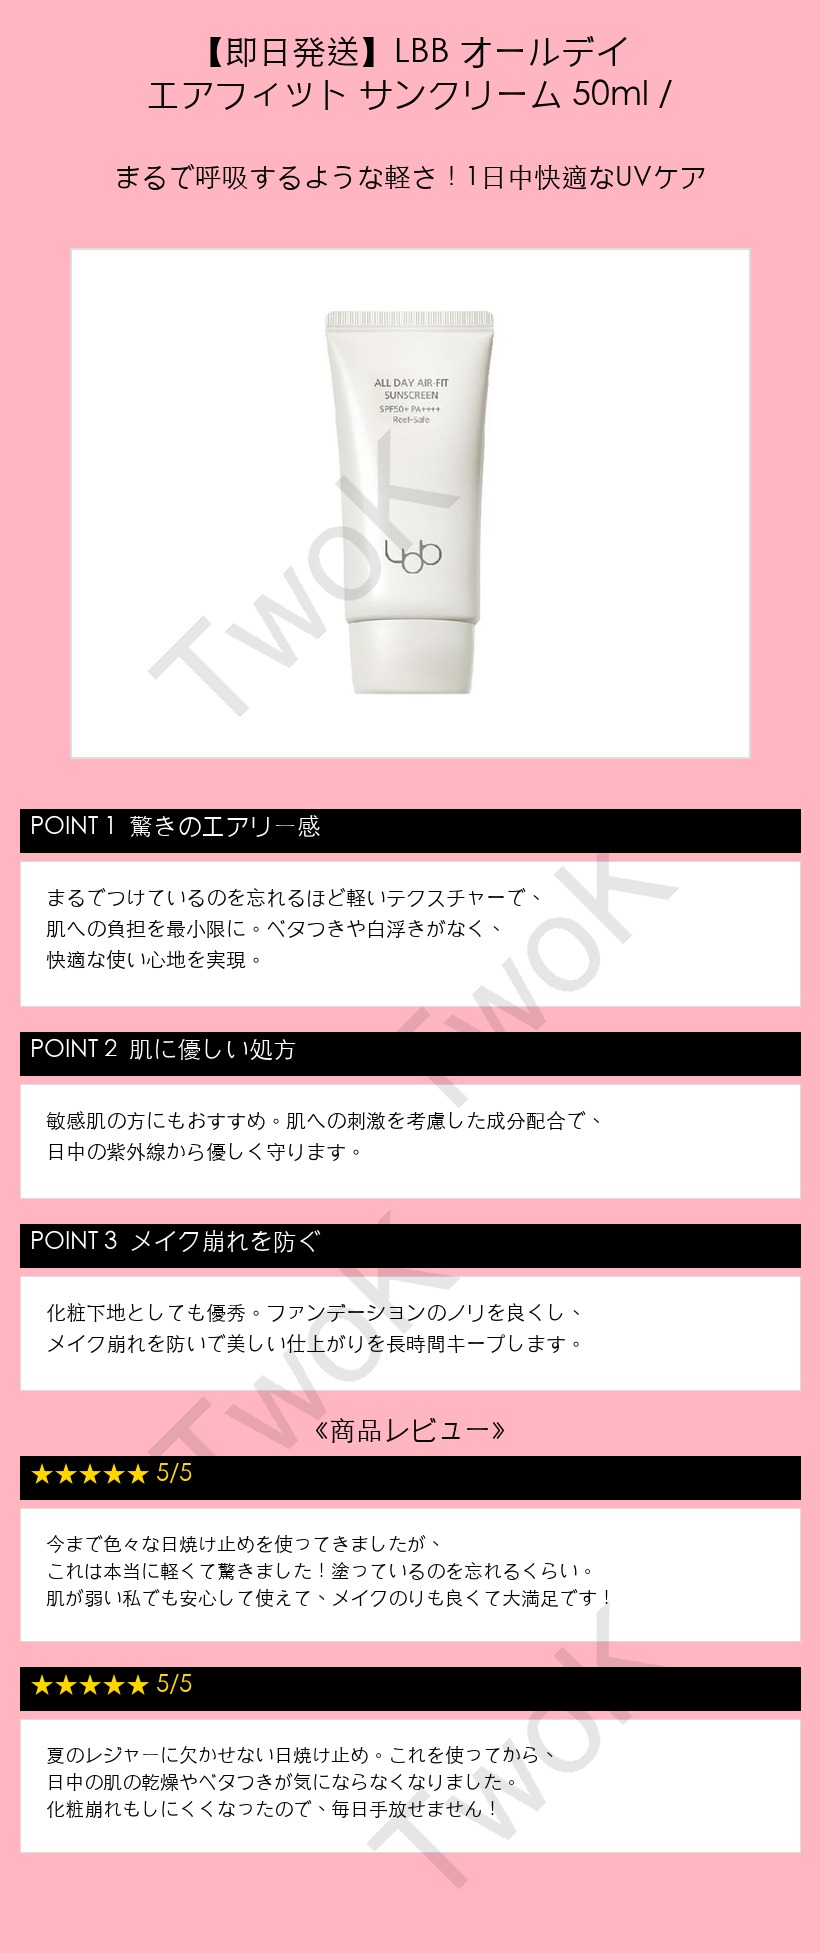 【即日発送】LBB オールデイ
エアフィット サンクリーム 50ml /
まるで呼吸するような軽さ！1日中快適なUVケア
ALL DAY AIR-FIT
SUNSCREEN
SPF50+ PA++++
Reef-Safe
Lbb
TwoK
POINT 1 驚きのエアリー感
まるでつけているのを忘れるほど軽いテクスチャーで、
肌への負担を最小限に。ベタつきや白浮きがなく、
快適な使い心地を実現。
TwoK
POINT 2 肌に優しい処方
敏感肌の方にもおすすめ。肌への刺激を考慮した成分配合で、
日中の紫外線から優しく守ります。
POINT 3 メイク崩れを防ぐ
化粧下地としても優秀。ファンデーションのノリを良くし、
メイク崩れを防いで美しい仕上がりを長時間キープします。
TwoK
《商品レビュー》
★★★★★ 5/5
今まで色々な日焼け止めを使ってきましたが、
これは本当に軽くて驚きました！塗っているのを忘れるくらい。
肌が弱い私でも安心して使えて、メイクのりも良くて大満足です！
★★★★★ 5/5
夏のレジャーに欠かせない日焼け止め。これを使ってから、
日中の肌の乾燥やベタつきが気にならなくなりました。
化粧崩れもしにくくなったので、毎日手放せません！
TwoK